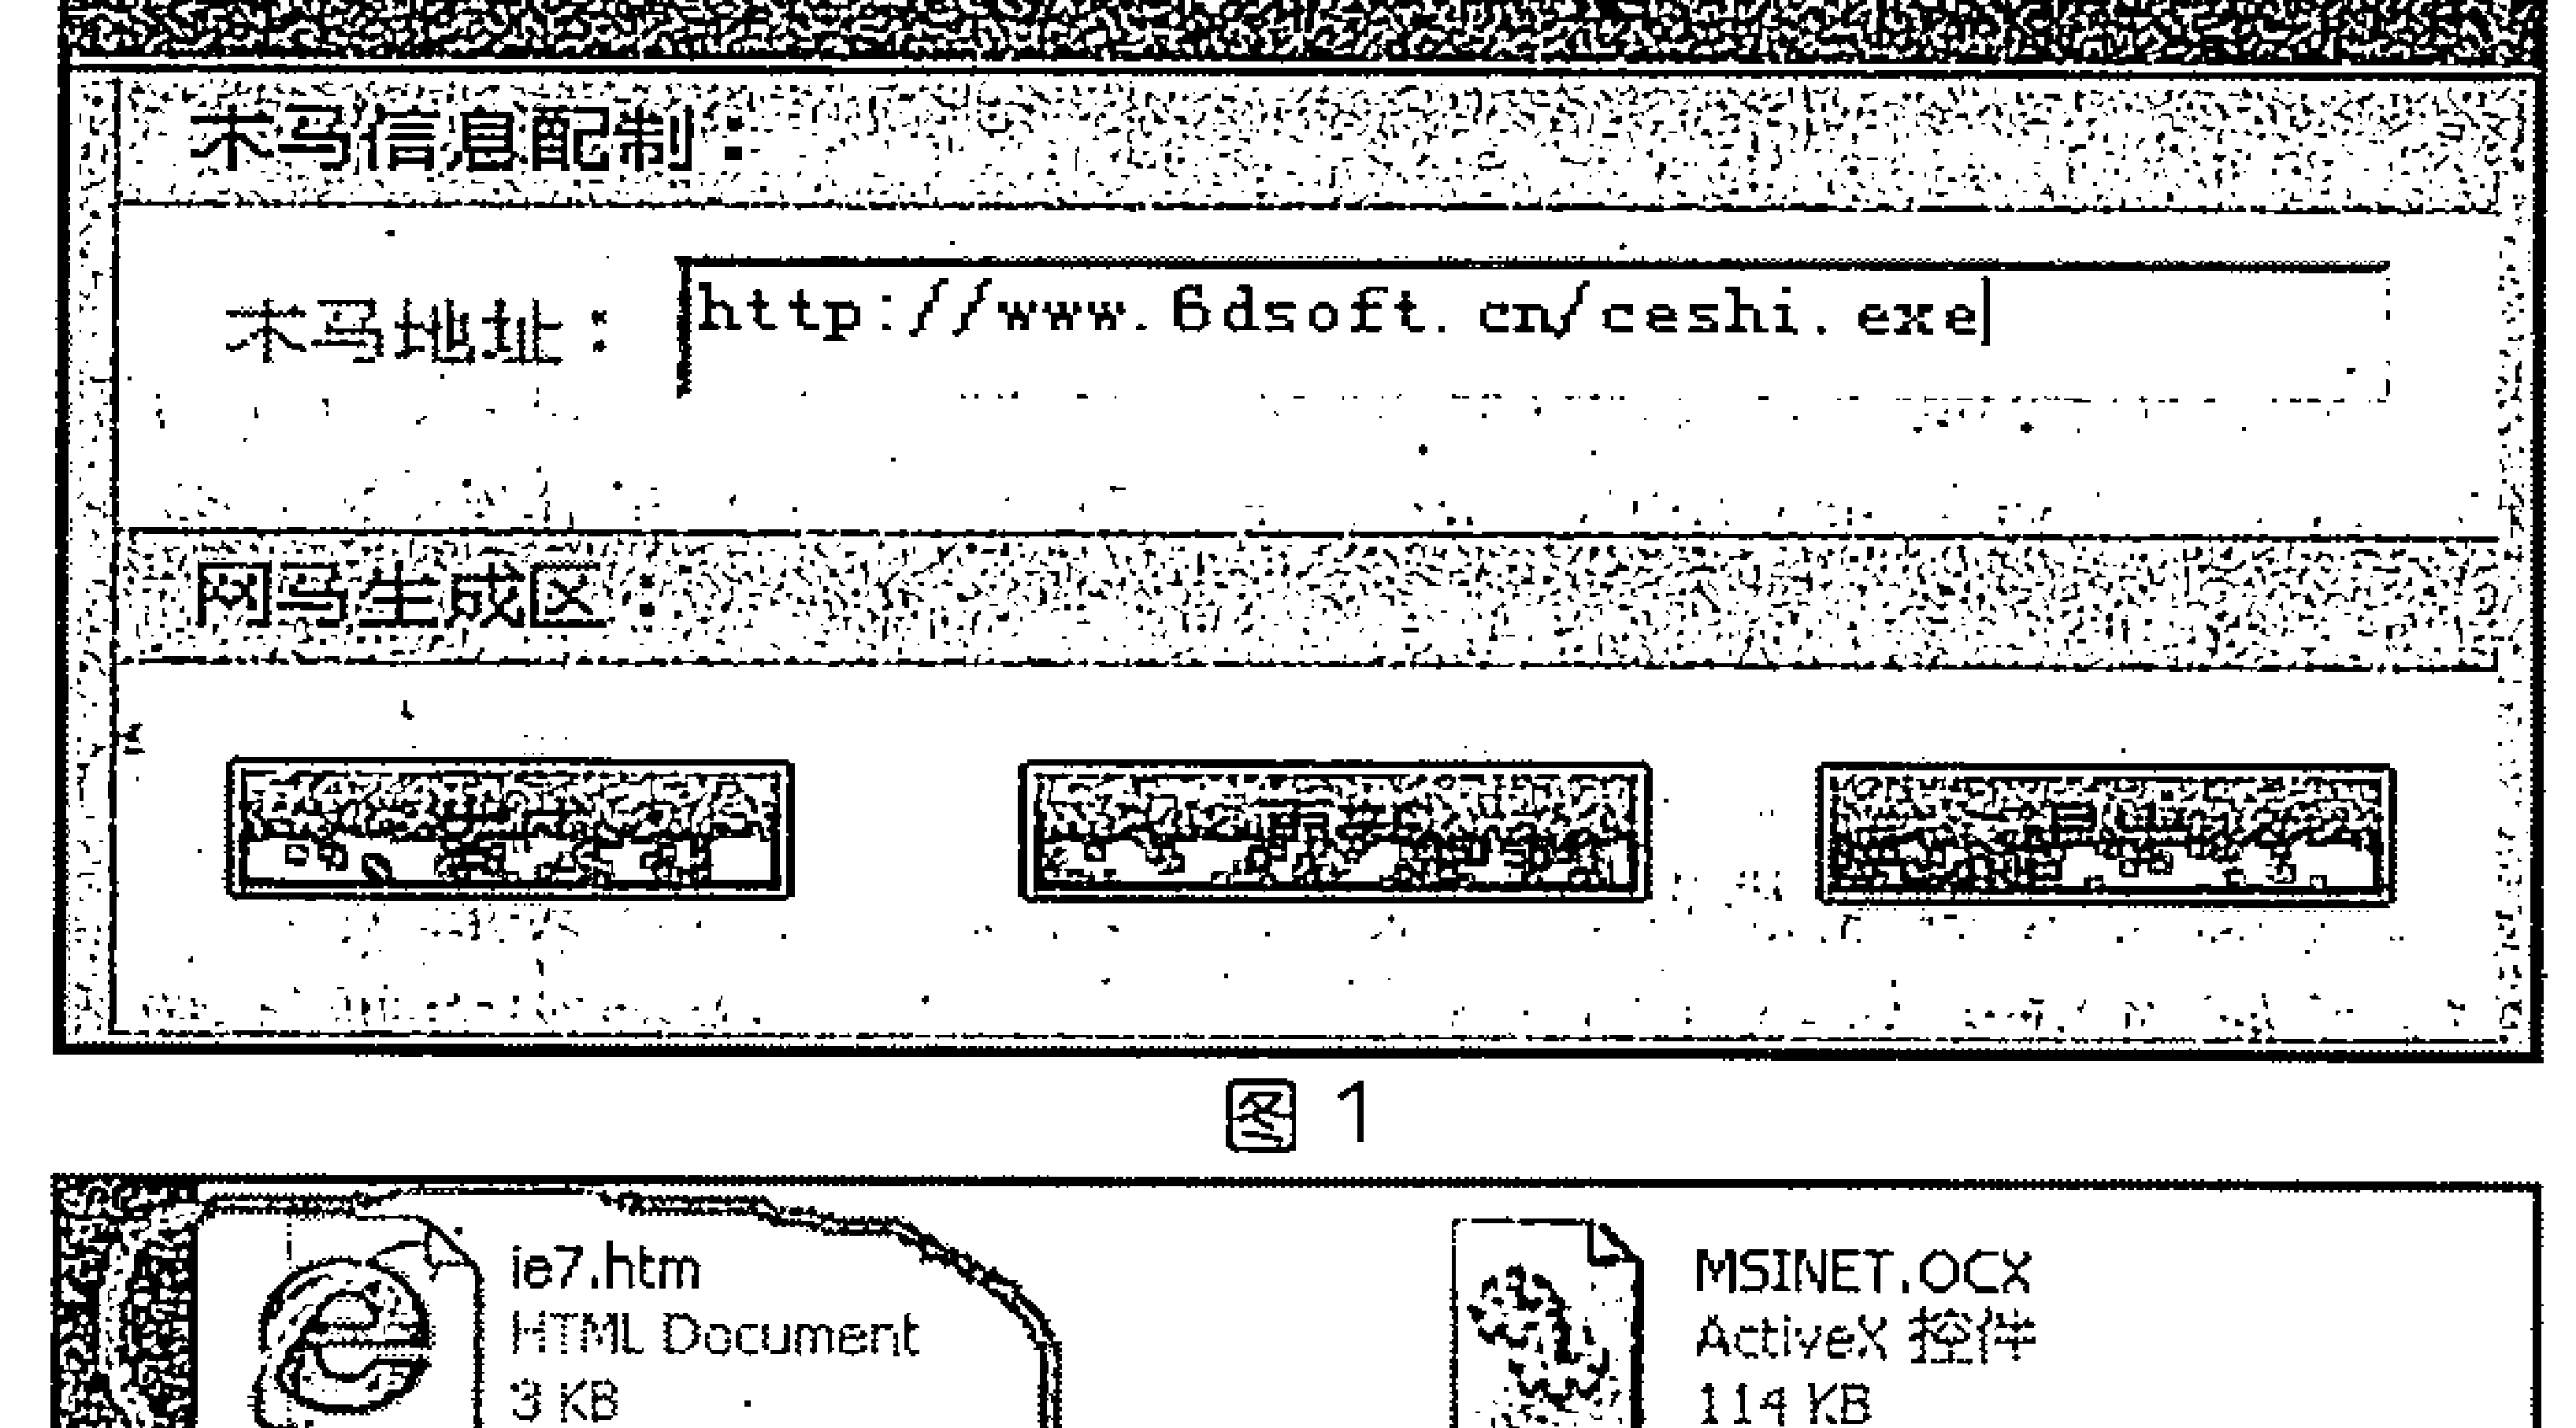 木马信息配制：
木马地址：http://www.6dsoft.cn/ceshi.exe
网马生成区：
图 1
ie7.htm
HTML Document
3 KB
MSINET.OCX
ActiveX 控件
114 KB